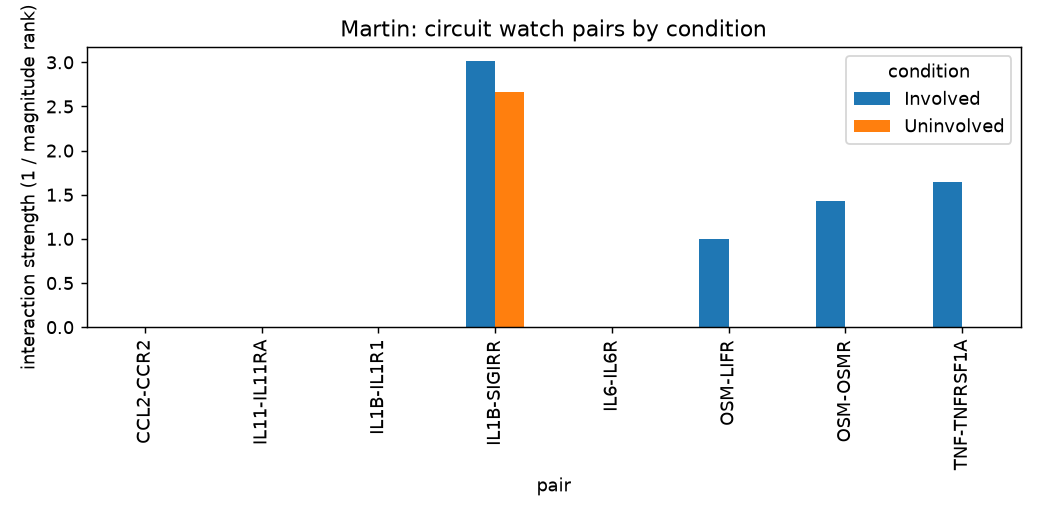 Martin: circuit watch pairs by condition
interaction strength (1 / magnitude rank)
3.0
2.5
2.0
1.5
1.0
0.5
0.0
condition
Involved
Uninvolved
CCL2-CCR2
IL11-IL11RA
IL1B-IL1R1
IL1B-SIGIRR
IL6-IL6R
OSM-LIFR
OSM-OSMR
TNF-TNFRSF1A
pair